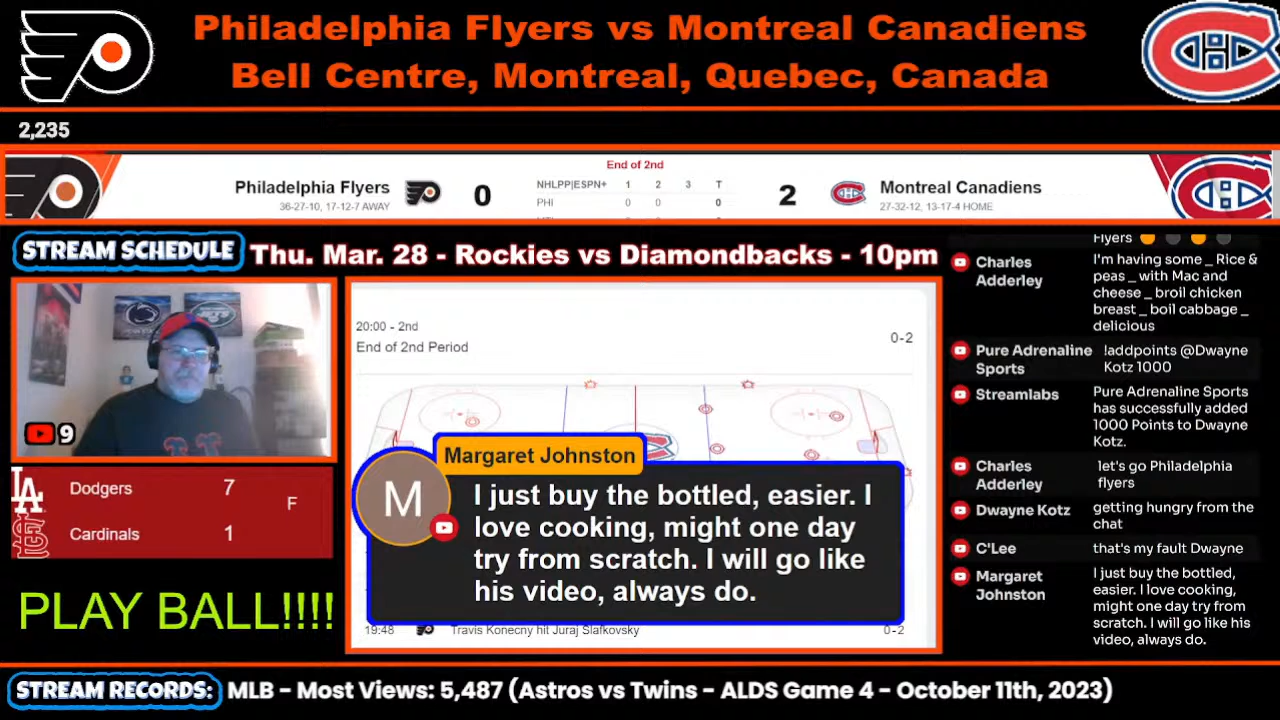 Philadelphia Flyers vs Montreal Canadiens
Bell Centre, Montreal, Quebec, Canada
2,235
End of 2nd
Philadelphia Flyers
36-27-10, 17-12-7 AWAY
0
NHLPP|ESPN+ 1 2 3 T
PHI 0 0 0
2
Montreal Canadiens
27-32-12, 13-17-4 HOME
STREAM SCHEDULE
Thu. Mar. 28 - Rockies vs Diamondbacks - 10pm
JETS
9
LA
Dodgers 7
F
Cardinals 1
PLAY BALL!!!!
20:00 - 2nd
End of 2nd Period
0-2
Margaret Johnston
M
I just buy the bottled, easier. I
love cooking, might one day
try from scratch. I will go like
his video, always do.
19:48 Travis Konecny hit Juraj Slafkovsky 0-2
Flyers
Charles
Adderley
I'm having some _ Rice &
peas _ with Mac and
cheese _ broil chicken
breast _ boil cabbage _
delicious
Pure Adrenaline
Sports
!addpoints @Dwayne
Kotz 1000
Streamlabs
Pure Adrenaline Sports
has successfully added
1000 Points to Dwayne
Kotz.
Charles
Adderley
let's go Philadelphia
flyers
Dwayne Kotz
getting hungry from the
chat
C'Lee
that's my fault Dwayne
Margaret
Johnston
I just buy the bottled,
easier. I love cooking,
might one day try from
scratch. I will go like his
video, always do.
STREAM RECORDS:
MLB - Most Views: 5,487 (Astros vs Twins - ALDS Game 4 - October 11th, 2023)